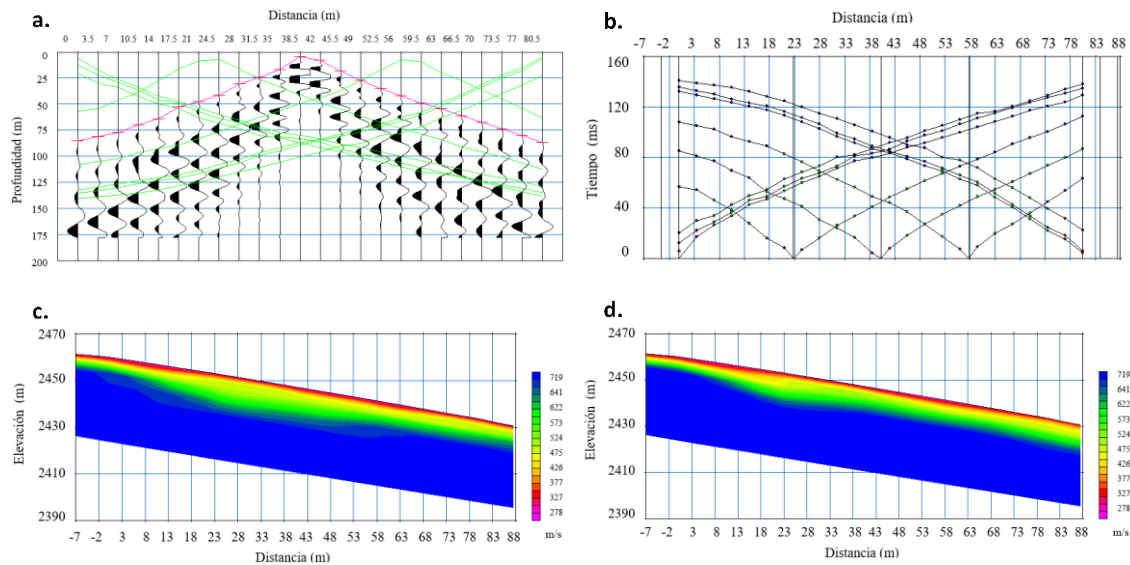 a.
Distancia (m)
0 3.5 7 10.5 14 17.5 21 24.5 28 31.5 35 38.5 42 45.5 49 52.5 56 59.5 63 66.5 70 73.5 77 80.5
0
25
50
75
100
125
150
175
200
Profundidad (m)
b.
Distancia (m)
-7 -2 3 8 13 18 23 28 33 38 43 48 53 58 63 68 73 78 83 88
160
120
80
40
0
Tiempo (ms)
c.
2470
2450
2430
2410
2390
Elevación (m)
-7 -2 3 8 13 18 23 28 33 38 43 48 53 58 63 68 73 78 83 88
Distancia (m)
719
641
622
573
524
475
426
377
327
278
m/s
d.
2470
2450
2430
2410
2390
Elevación (m)
-7 -2 3 8 13 18 23 28 33 38 43 48 53 58 63 68 73 78 83 88
Distancia (m)
719
641
622
573
524
475
426
377
327
278
m/s